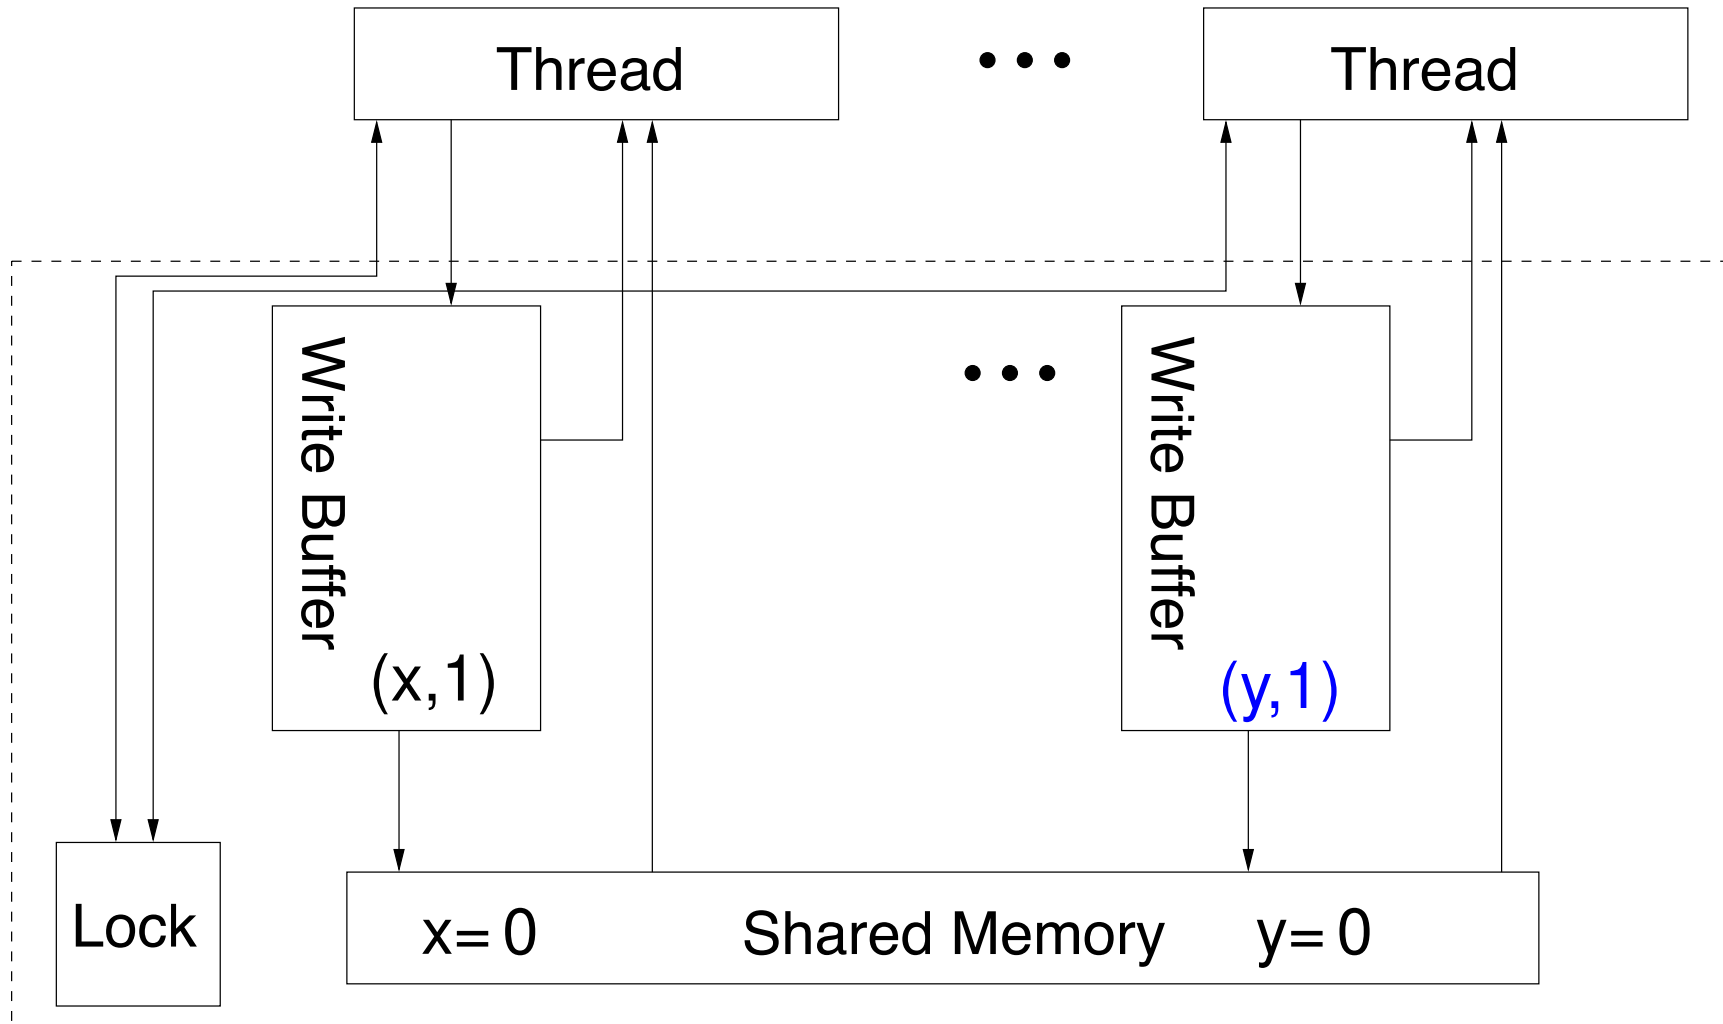 Thread
Thread
Write Buffer
Write Buffer
(x,1)
(y,1)
Lock
x= 0
Shared Memory
y= 0